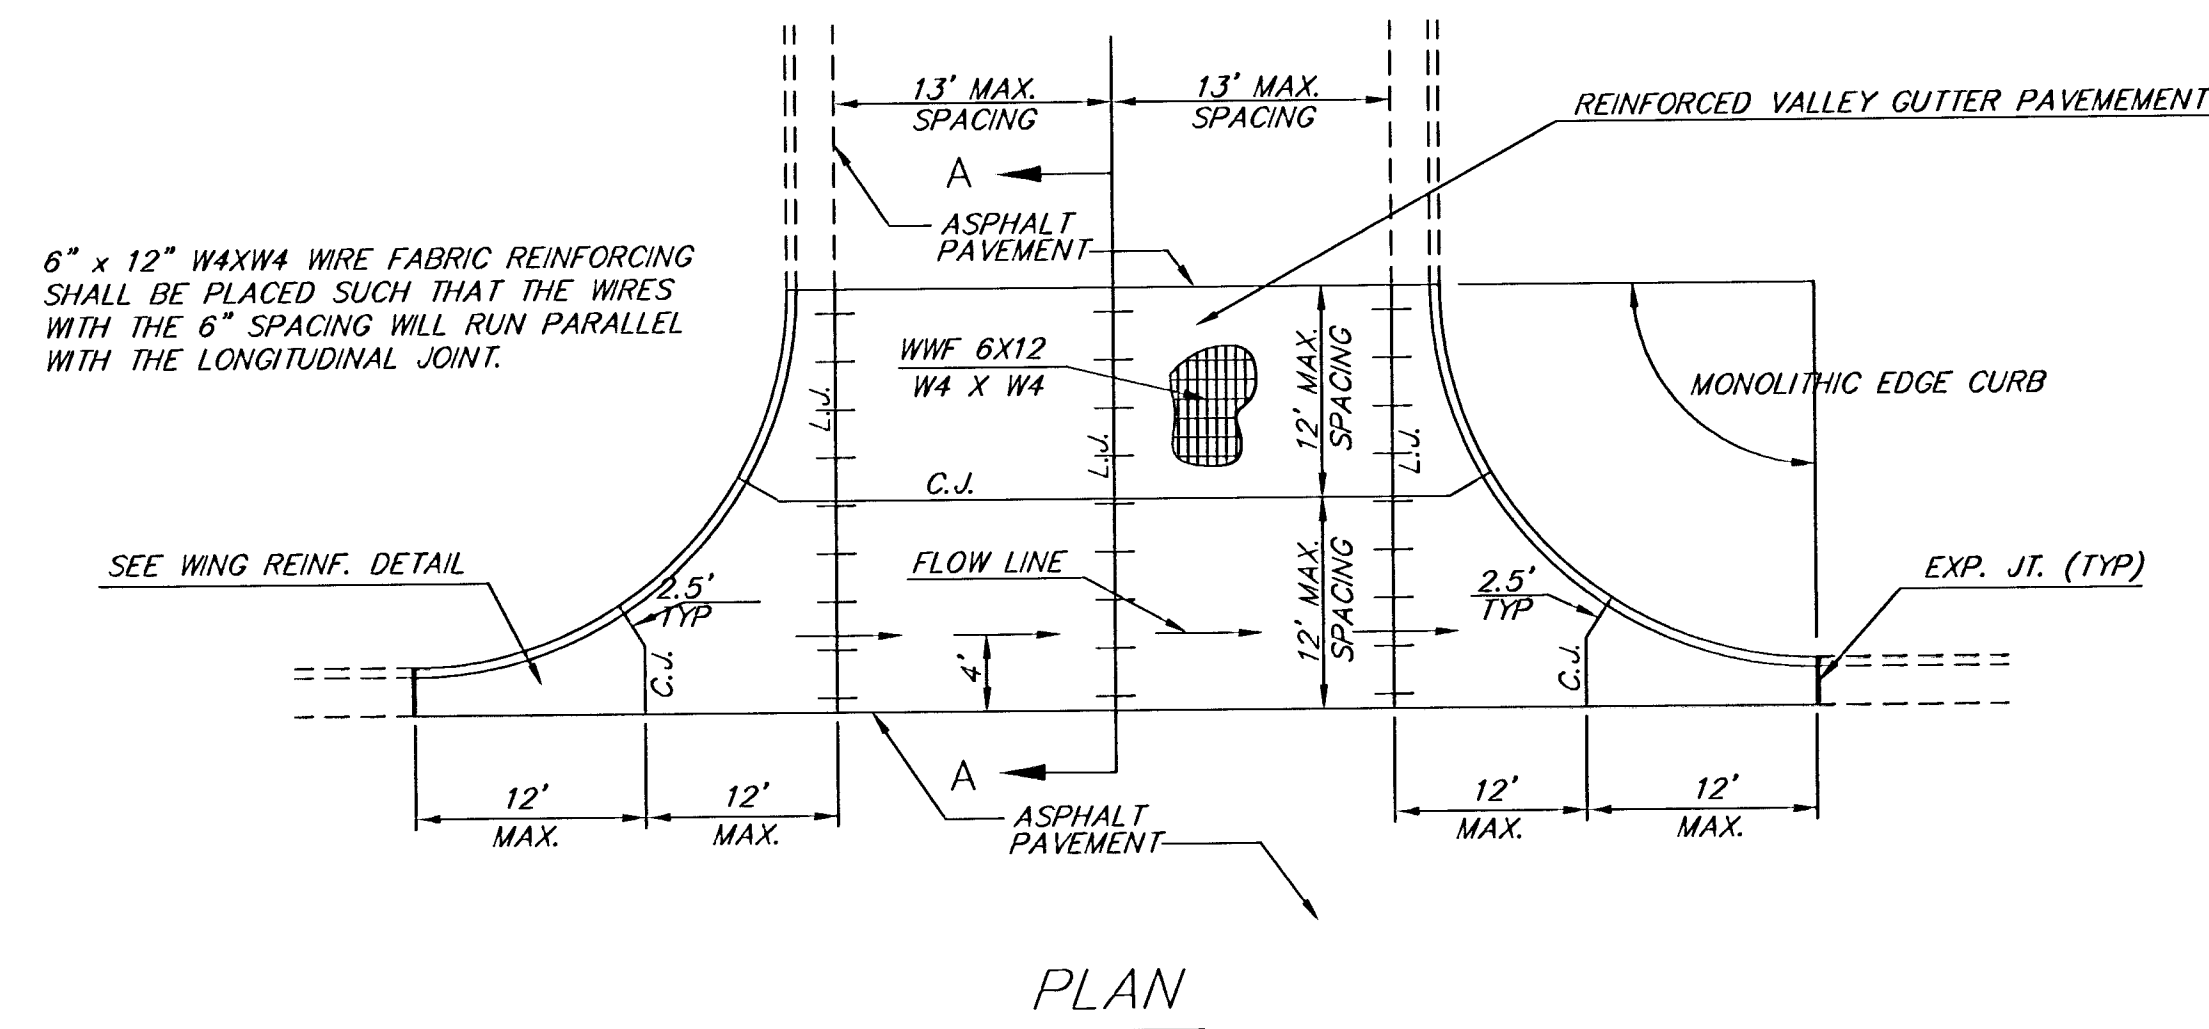 13' MAX.
SPACING
13' MAX.
SPACING
REINFORCED VALLEY GUTTER PAVEMEMENT
A
ASPHALT
PAVEMENT
6" x 12" W4XW4 WIRE FABRIC REINFORCING
SHALL BE PLACED SUCH THAT THE WIRES
WITH THE 6" SPACING WILL RUN PARALLEL
WITH THE LONGITUDINAL JOINT.
WWF 6X12
W4 X W4
12' MAX.
SPACING
MONOLITHIC EDGE CURB
L.J.
L.J.
L.J.
C.J.
SEE WING REINF. DETAIL
2.5'
TYP
FLOW LINE
12' MAX.
SPACING
2.5'
TYP
EXP. JT. (TYP)
C.J.
4'
C.J.
A
12'
MAX.
12'
MAX.
ASPHALT
PAVEMENT
12'
MAX.
12'
MAX.
PLAN